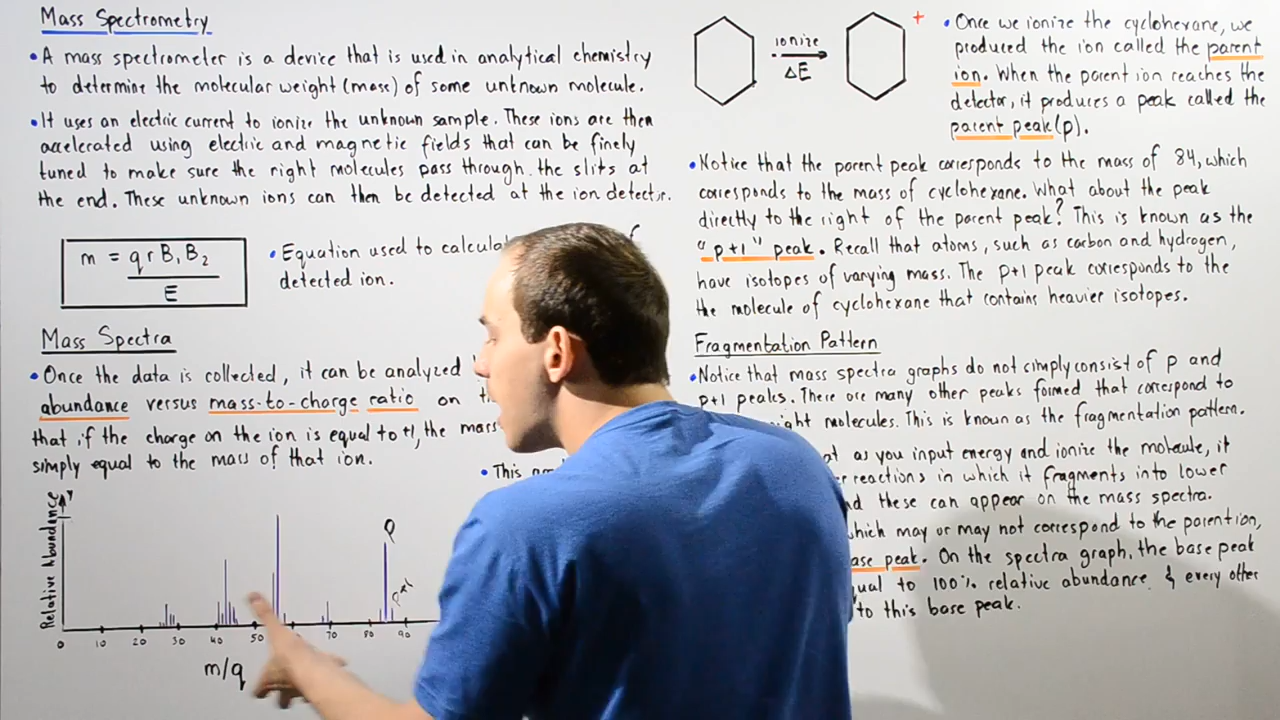 Mass Spectrometry
• A mass spectrometer is a device that is used in analytical chemistry
to determine the molecular weight (mass) of some unknown molecule.
• It uses an electric current to ionize the unknown sample. These ions are then
accelerated using electric and magnetic fields that can be finely
tuned to make sure the right molecules pass through the slits at
the end. These unknown ions can then be detected at the ion detector.
m = q r B₁ B₂
E
• Equation used to calculat
detected ion.
Mass Spectra
• Once the data is collected, it can be analyzed
abundance versus mass-to-charge ratio on
that if the charge on the ion is equal to +1, the mass
simply equal to the mass of that ion.
• This
Relative Abundance
y
P
P+1
0 10 20 30 40 50 70 80 90
m/q
ionize
ΔE
+
• Once we ionize the cyclohexane, we
produced the ion called the parent
ion. When the parent ion reaches the
detector, it produces a peak called the
parent peak (p).
• Notice that the parent peak corresponds to the mass of 84, which
corresponds to the mass of cyclohexane. What about the peak
directly to the right of the parent peak? This is known as the
"p+1" peak. Recall that atoms, such as carbon and hydrogen,
have isotopes of varying mass. The p+1 peak corresponds to the
the molecule of cyclohexane that contains heavier isotopes.
Fragmentation Pattern
• Notice that mass spectra graphs do not simply consist of p and
p+1 peaks. There are many other peaks formed that correspond to
ight molecules. This is known as the fragmentation pattern.
at as you input energy and ionize the molecule, it
r reactions in which it fragments into lower
nd these can appear on the mass spectra.
which may or may not correspond to the parent ion,
ase peak. On the spectra graph, the base peak
qual to 100% relative abundance & every other
to this base peak.